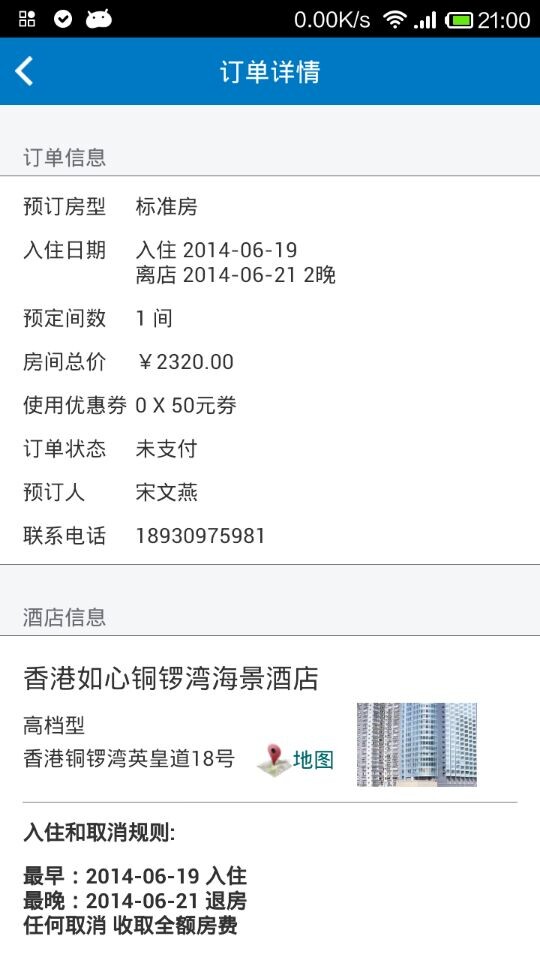 0.00K/s 21:00
订单详情
订单信息
预订房型 标准房
入住日期 入住 2014-06-19
离店 2014-06-21 2晚
预定间数 1 间
房间总价 ￥2320.00
使用优惠券 0 X 50元券
订单状态 未支付
预订人 宋文燕
联系电话 18930975981
酒店信息
香港如心铜锣湾海景酒店
高档型
香港铜锣湾英皇道18号 地图
入住和取消规则:
最早：2014-06-19 入住
最晚：2014-06-21 退房
任何取消 收取全额房费